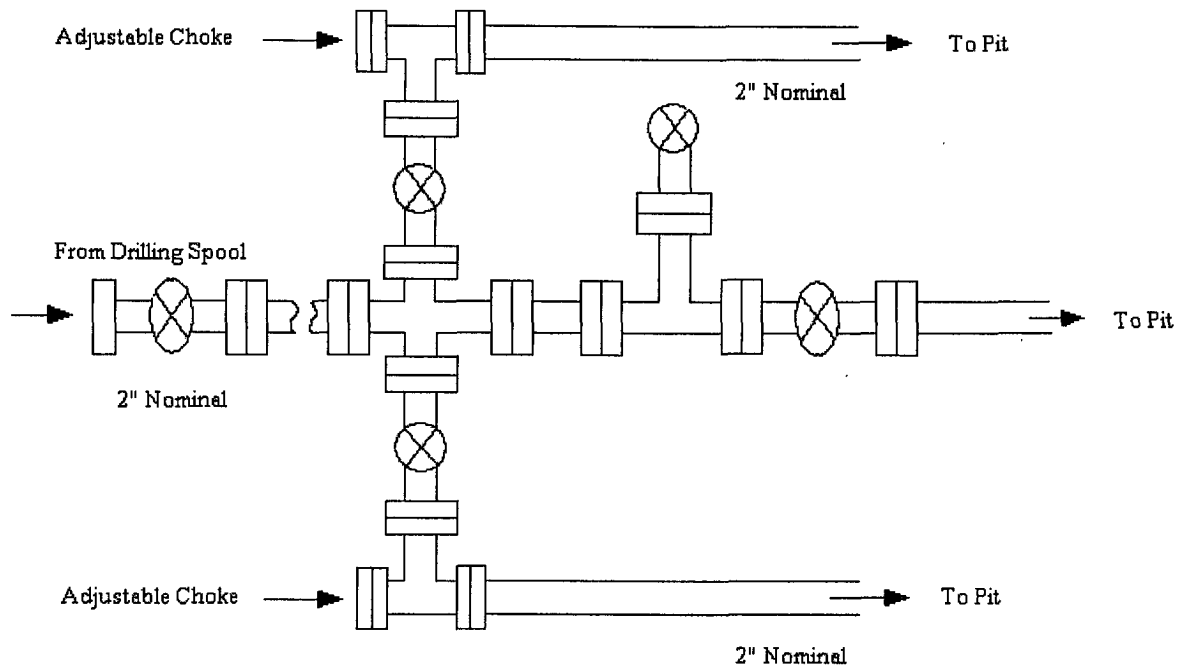 Adjustable Choke
To Pit
2" Nominal
From Drilling Spool
To Pit
2" Nominal
Adjustable Choke
To Pit
2" Nominal